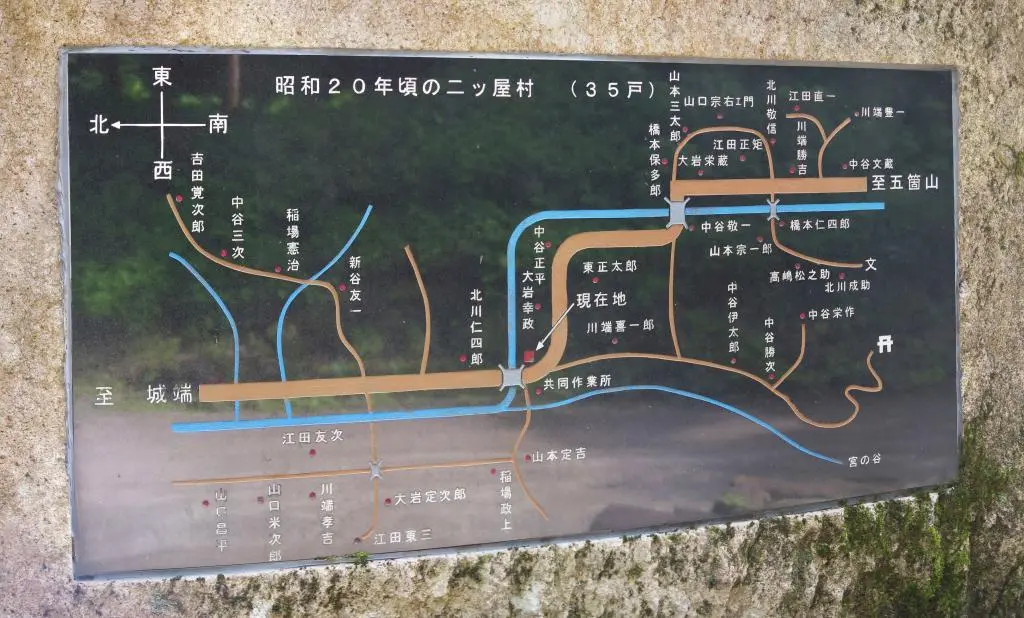 昭和20年頃の二ッ屋村 (35戸)
東
北
南
西
吉田覚次郎
中谷三次
稲場憲治
新谷友一
北川仁四郎
中谷正平
大岩幸政
東正太郎
現在地
川端喜一郎
橋本保多郎
山本三太郎
山口宗右エ門
大岩栄蔵
江田正矩
北川敬信
江田直一
川端勝吉
川端豊一
中谷文蔵
至五箇山
中谷敬一
橋本仁四郎
山本宗一郎
高嶋松之助
文
北川成助
中谷伊太郎
中谷勝次
中谷栄作
至 城端
共同作業所
宮の谷
江田友次
山本定吉
稲場政上
大岩定次郎
江田東三
川端孝吉
山口米次郎
山口昌平